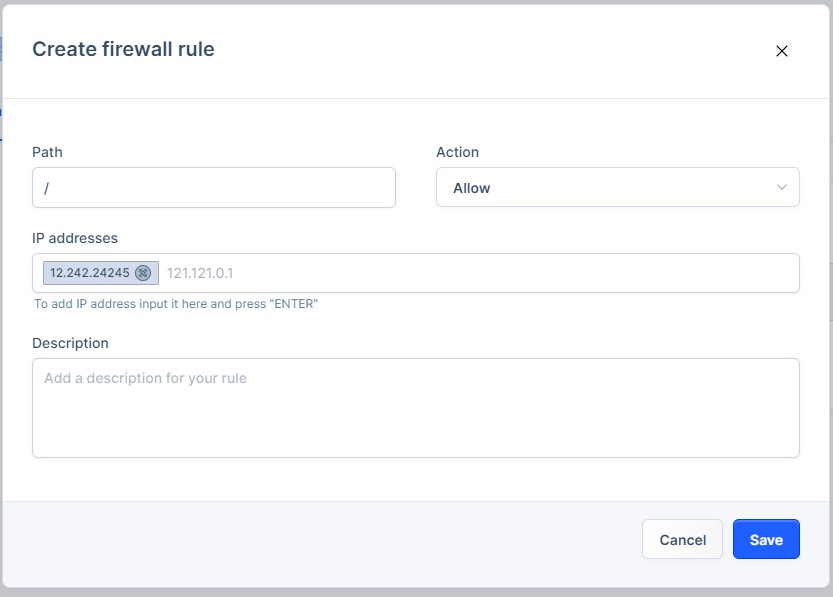 Create firewall rule
Path
Action
/
Allow
IP addresses
12.242.24245
121.121.0.1
To add IP address input it here and press "ENTER"
Description
Add a description for your rule
Cancel
Save